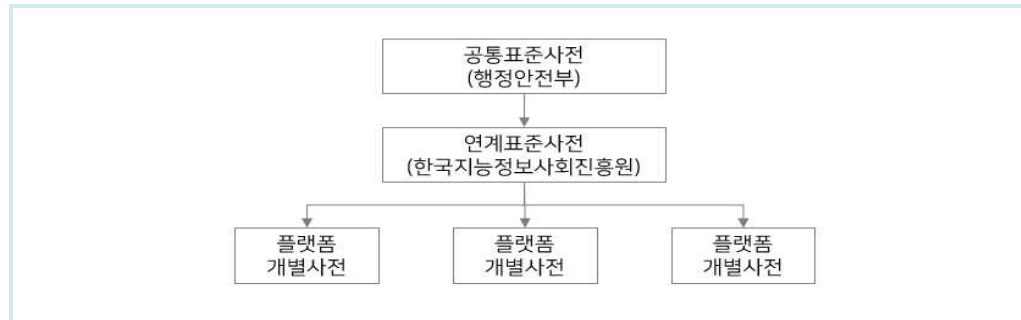 공통표준사전
(행정안전부)
연계표준사전
(한국지능정보사회진흥원)
플랫폼
개별사전
플랫폼
개별사전
플랫폼
개별사전